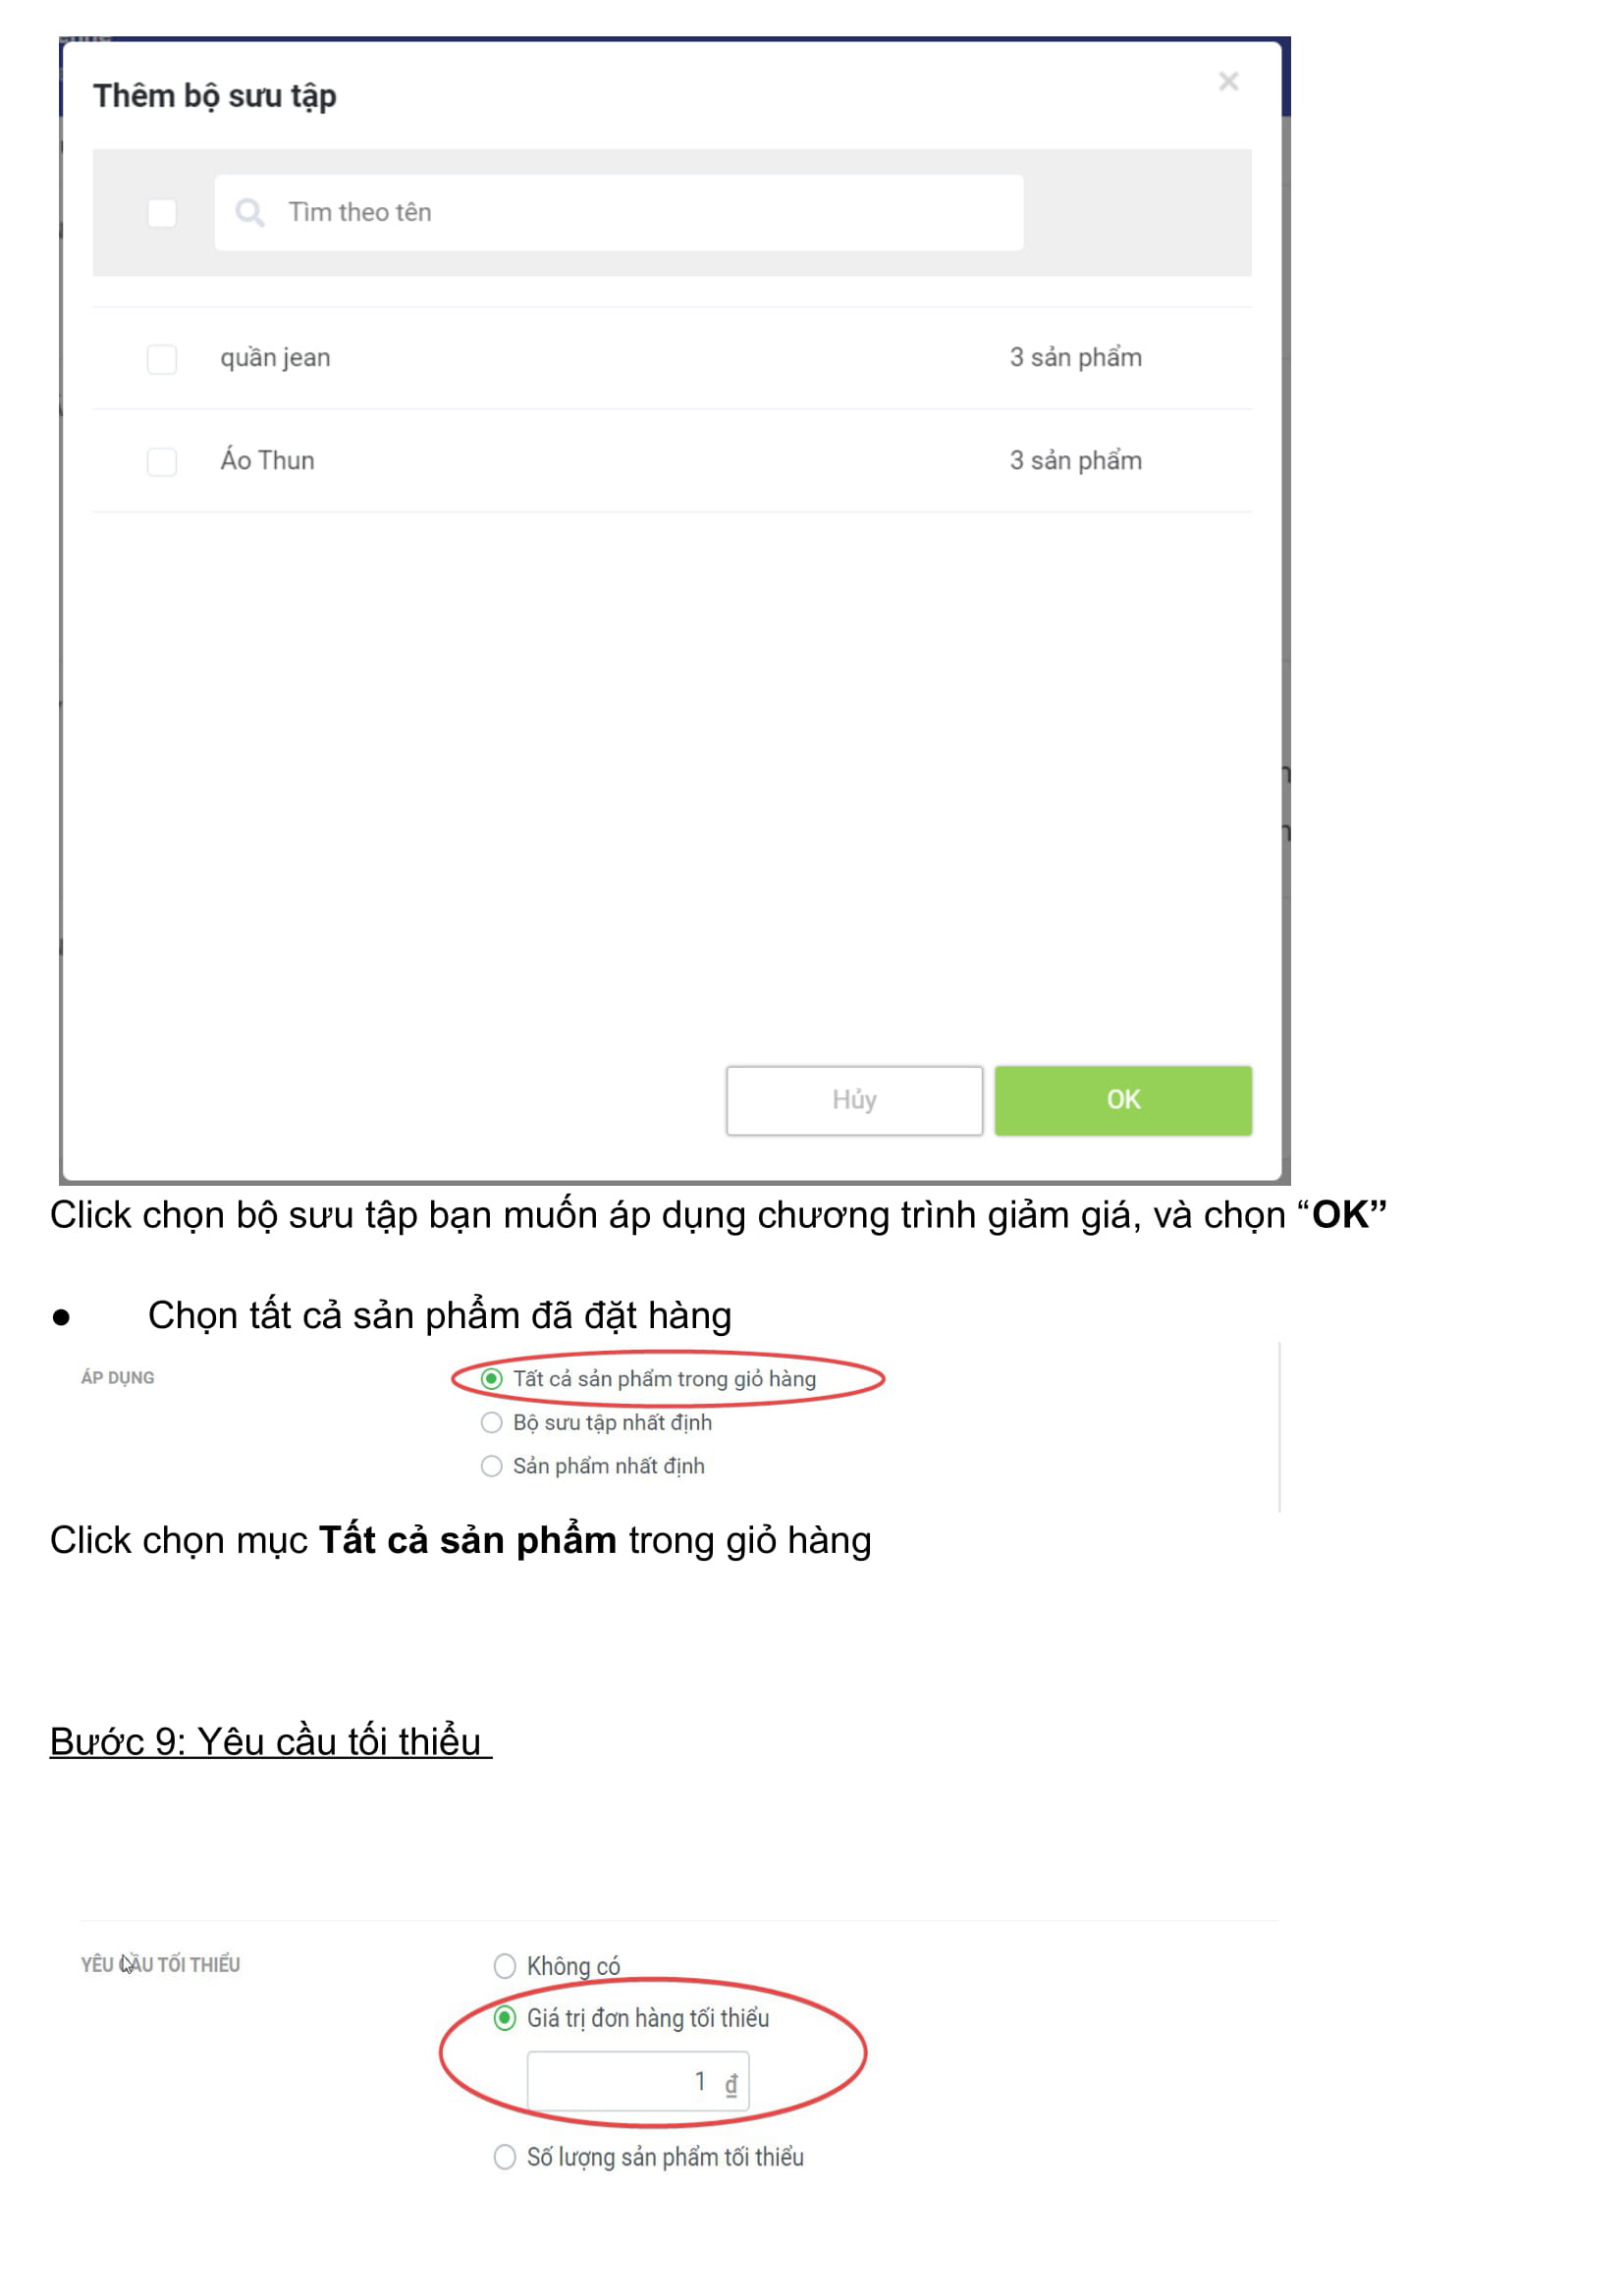 Thêm bộ sưu tập
Tìm theo tên
quần jean 3 sản phẩm
Áo Thun 3 sản phẩm
Hủy OK
Click chọn bộ sưu tập bạn muốn áp dụng chương trình giảm giá, và chọn “OK”
● Chọn tất cả sản phẩm đã đặt hàng
ÁP DỤNG Tất cả sản phẩm trong giỏ hàng
Bộ sưu tập nhất định
Sản phẩm nhất định
Click chọn mục Tất cả sản phẩm trong giỏ hàng
Bước 9: Yêu cầu tối thiểu
YÊU CẦU TỐI THIỂU Không có
Giá trị đơn hàng tối thiểu
1 ₫
Số lượng sản phẩm tối thiểu